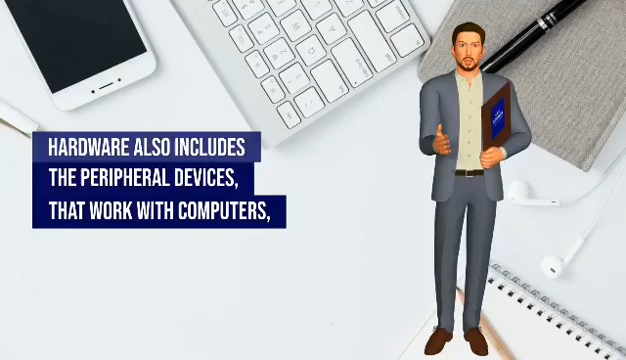 HARDWARE ALSO INCLUDES
THE PERIPHERAL DEVICES,
THAT WORK WITH COMPUTERS,